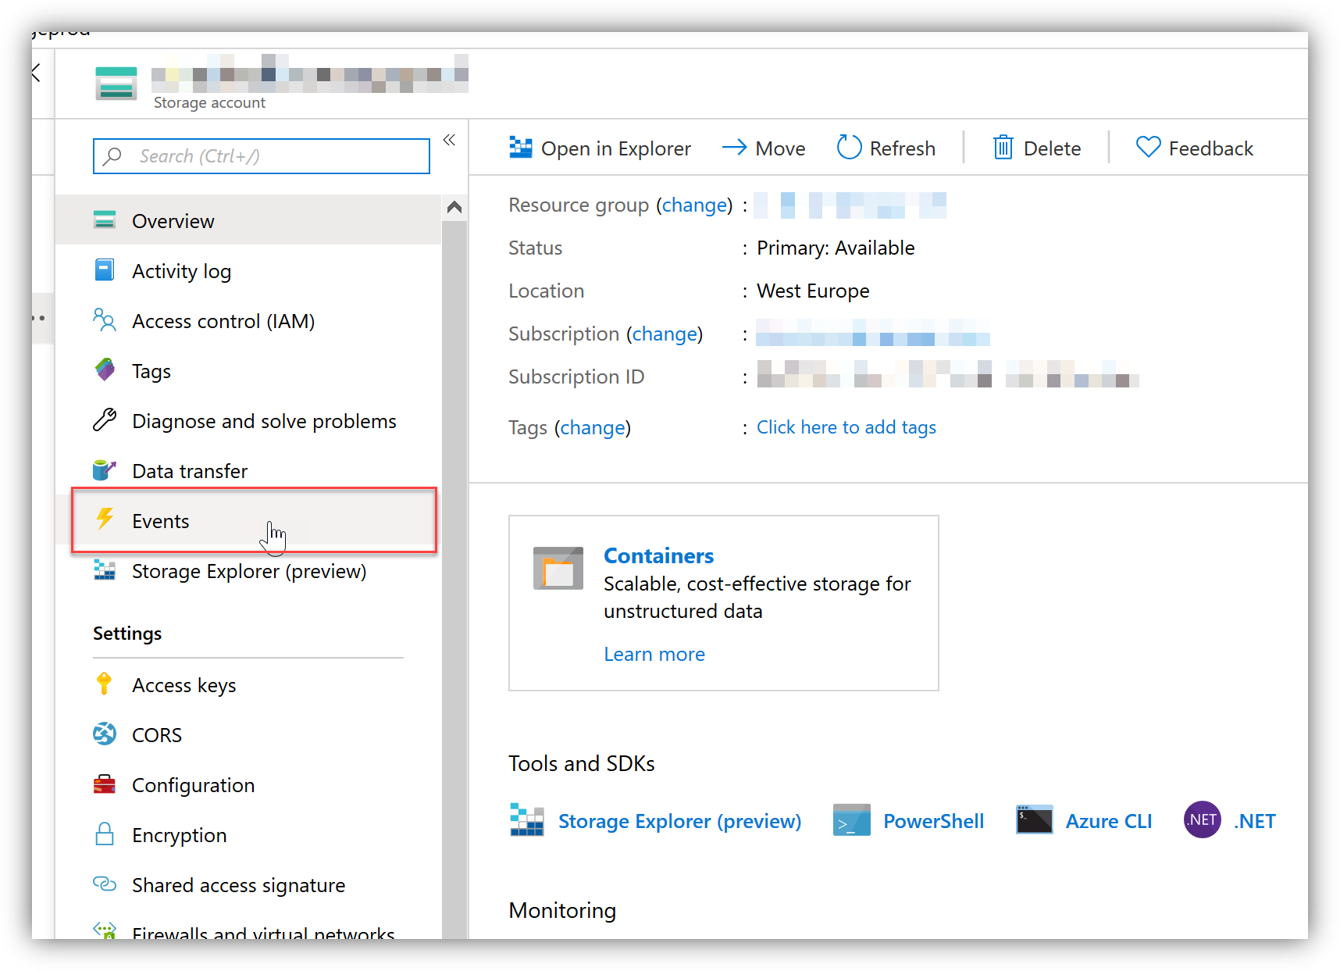 Storage account
Search (Ctrl+/)
«
Overview
Activity log
Access control (IAM)
Tags
Diagnose and solve problems
Data transfer
Events
Storage Explorer (preview)
Settings
Access keys
CORS
Configuration
Encryption
Shared access signature
Firewalls and virtual networks
Open in Explorer Move Refresh Delete Feedback
Resource group (change) :
Status : Primary: Available
Location : West Europe
Subscription (change) :
Subscription ID :
Tags (change) : Click here to add tags
Containers
Scalable, cost-effective storage for
unstructured data
Learn more
Tools and SDKs
Storage Explorer (preview) PowerShell Azure CLI .NET .NET
Monitoring